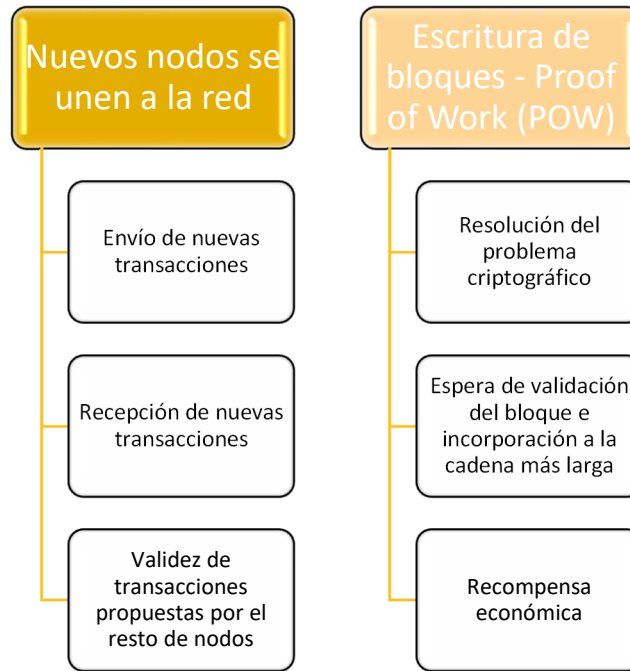 Nuevos nodos se
unen a la red
Envío de nuevas
transacciones
Recepción de nuevas
transacciones
Validez de
transacciones
propuestas por el
resto de nodos
Escritura de
bloques - Proof
of Work (POW)
Resolución del
problema
criptográfico
Espera de validación
del bloque e
incorporación a la
cadena más larga
Recompensa
económica